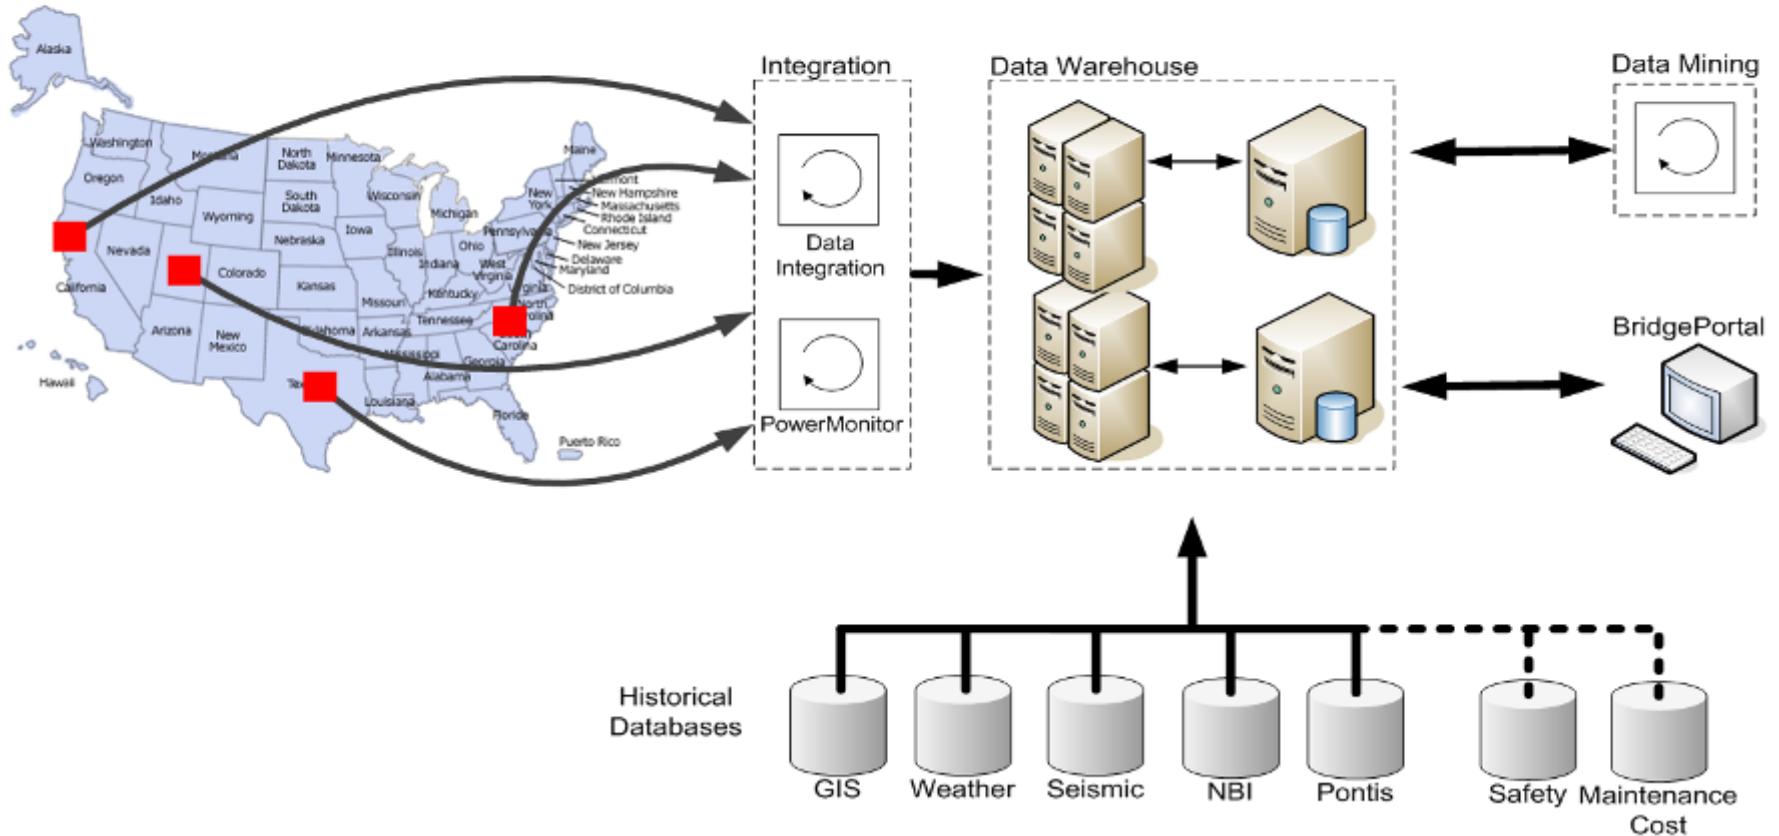 Alaska
Washington
Montana
North
Dakota
Minnesota
Maine
Oregon
Idaho
Wyoming
South
Dakota
Wisconsin
Michigan
New
York
New Hampshire
Massachusetts
Rhode Island
Connecticut
Nevada
Nebraska
Iowa
Illinois
Indiana
Ohio
Pennsylvania
New Jersey
Delaware
Maryland
District of Columbia
West
Virginia
Virginia
California
Colorado
Kansas
Missouri
Kentucky
North
Arizona
New
Mexico
Oklahoma
Arkansas
Tennessee
Carolina
Mississippi
Alabama
Georgia
Louisiana
Florida
Hawaii
Puerto Rico
Integration
Data
Integration
PowerMonitor
Data Warehouse
Data Mining
BridgePortal
Historical
Databases
GIS
Weather
Seismic
NBI
Pontis
Safety
Maintenance
Cost